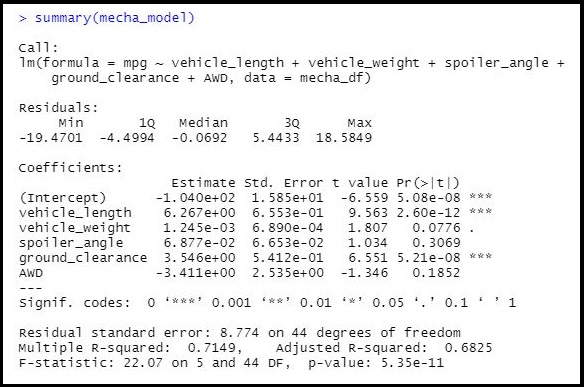 > summary(mecha_model)
Call:
lm(formula = mpg ~ vehicle_length + vehicle_weight + spoiler_angle +
    ground_clearance + AWD, data = mecha_df)
Residuals:
     Min       1Q   Median       3Q      Max
-19.4701  -4.4994  -0.0692   5.4433  18.5849
Coefficients:
                   Estimate Std. Error t value Pr(>|t|)
(Intercept)      -1.040e+02  1.585e+01  -6.559 5.08e-08 ***
vehicle_length    6.267e+00  6.553e-01   9.563 2.60e-12 ***
vehicle_weight    1.245e-03  6.890e-04   1.807   0.0776 .
spoiler_angle     6.877e-02  6.653e-02   1.034   0.3069
ground_clearance  3.546e+00  5.412e-01   6.551 5.21e-08 ***
AWD              -3.411e+00  2.535e+00  -1.346   0.1852
---
Signif. codes:  0 ‘***’ 0.001 ‘**’ 0.01 ‘*’ 0.05 ‘.’ 0.1 ‘ ’ 1
Residual standard error: 8.774 on 44 degrees of freedom
Multiple R-squared:  0.7149,    Adjusted R-squared:  0.6825
F-statistic: 22.07 on 5 and 44 DF,  p-value: 5.35e-11